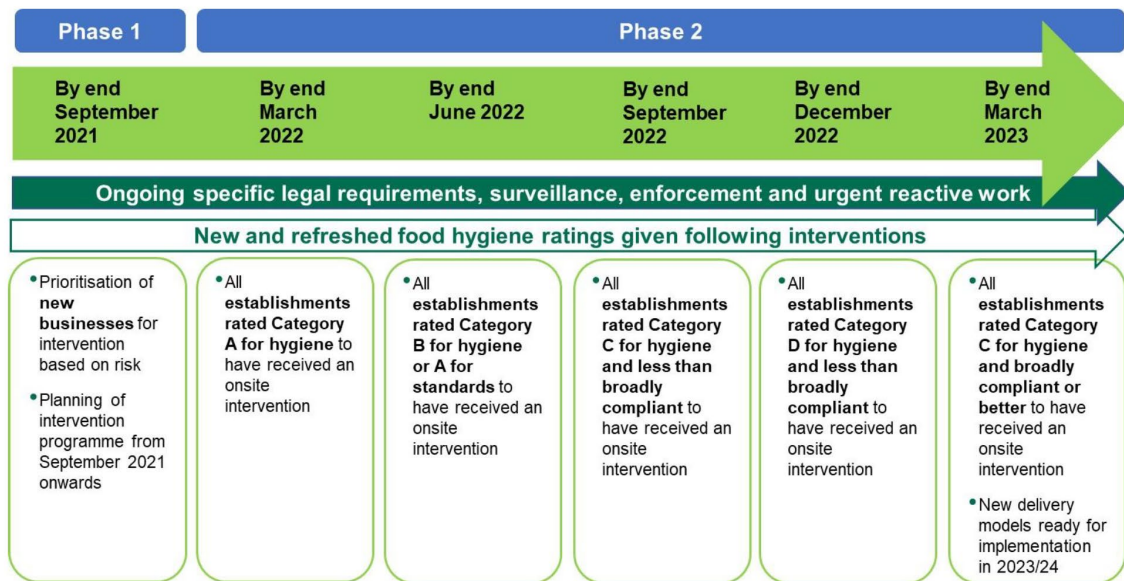 Phase 1
Phase 2
By end
September
2021
By end
March
2022
By end
June 2022
By end
September
2022
By end
December
2022
By end
March
2023
Ongoing specific legal requirements, surveillance, enforcement and urgent reactive work
New and refreshed food hygiene ratings given following interventions
• Prioritisation of
new
businesses for
intervention
based on risk
• Planning of
intervention
programme from
September 2021
onwards
• All
establishments
rated Category
A for hygiene to
have received an
onsite
intervention
• All
establishments
rated Category
B for hygiene
or A for
standards to
have received an
onsite
intervention
• All
establishments
rated Category
C for hygiene
and less than
broadly
compliant to
have received an
onsite
intervention
• All
establishments
rated Category
D for hygiene
and less than
broadly
compliant to
have received an
onsite
intervention
• All
establishments
rated Category
C for hygiene
and broadly
compliant or
better to have
received an
onsite
intervention
• New delivery
models ready for
implementation
in 2023/24